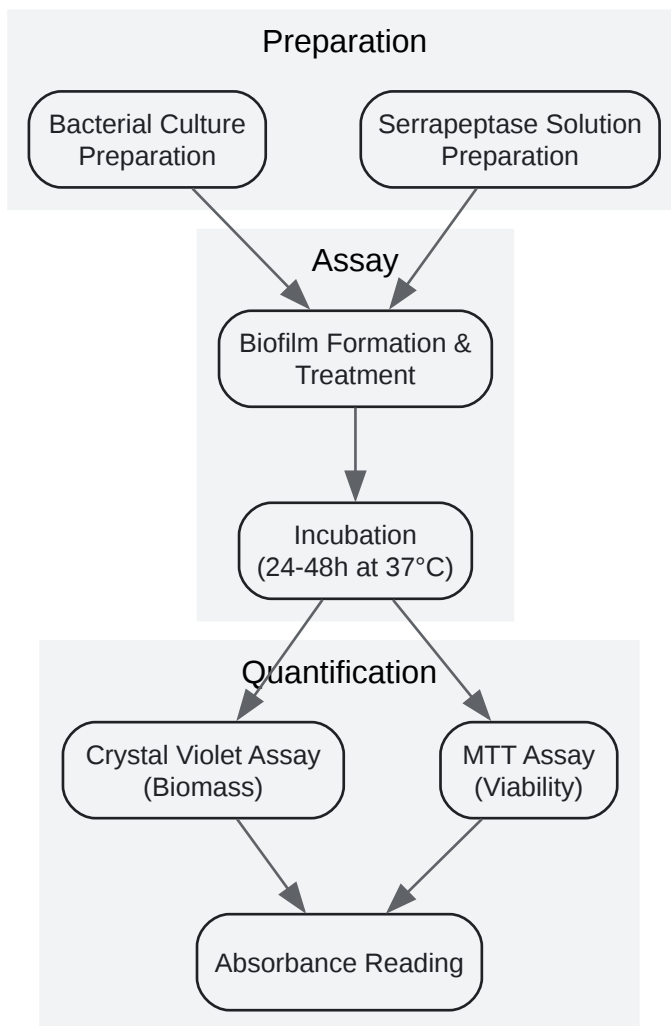 Preparation
Bacterial Culture
Preparation
Serrapeptase Solution
Preparation
Assay
Biofilm Formation &
Treatment
Incubation
(24-48h at 37°C)
Quantification
Crystal Violet Assay
(Biomass)
MTT Assay
(Viability)
Absorbance Reading